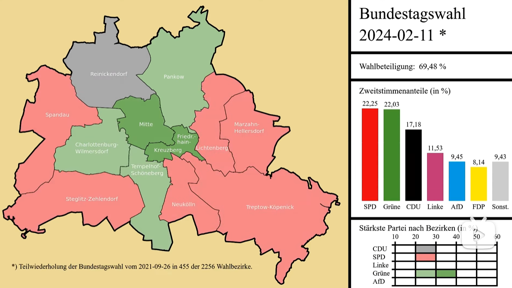 Bundestagswahl
2024-02-11 *
Wahlbeteiligung: 69,48 %
Zweitstimmenanteile (in %)
22,25 22,03 17,18 11,53 9,45 8,14 9,43
SPD Grüne CDU Linke AfD FDP Sonst.
Stärkste Partei nach Bezirken (in
CDU
SPD
Linke
Grüne
AfD
0 10 20 30 40 50 60
Reinickendorf
Pankow
Spandau
Mitte
Marzahn-
Hellersdorf
Friedr-
hain-
Kreuzberg
Lichtenberg
Charlottenburg-
Wilmersdorf
Tempelhof-
Schöneberg
Steglitz-Zehlendorf
Neukölln
Treptow-Köpenick
*) Teilwiederholung der Bundestagswahl vom 2021-09-26 in 455 der 2256 Wahlbezirke.